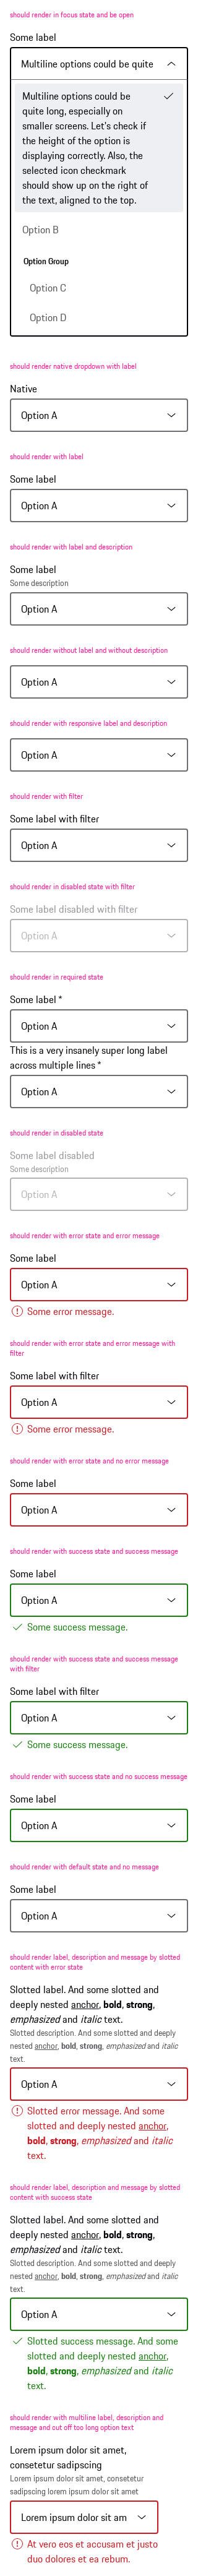 should render in focus state and be open
Some label
Multiline options could be quite
Multiline options could be
quite long, especially on
smaller screens. Let's check if
the height of the option is
displaying correctly. Also, the
selected icon checkmark
should show up on the right of
the text, aligned to the top.
Option B
Option Group
Option C
Option D
should render native dropdown with label
Native
Option A
should render with label
Some label
Option A
should render with label and description
Some label
Some description
Option A
should render without label and without description
Option A
should render with responsive label and description
Option A
should render with filter
Some label with filter
Option A
should render in disabled state with filter
Some label disabled with filter
Option A
should render in required state
Some label *
Option A
This is a very insanely super long label
across multiple lines *
Option A
should render in disabled state
Some label disabled
Some description
Option A
should render with error state and error message
Some label
Option A
Some error message.
should render with error state and error message with
filter
Some label with filter
Option A
Some error message.
should render with error state and no error message
Some label
Option A
should render with success state and success message
Some label
Option A
Some success message.
should render with success state and success message
with filter
Some label with filter
Option A
Some success message.
should render with success state and no success message
Some label
Option A
should render with default state and no message
Some label
Option A
should render label, description and message by slotted
content with error state
Slotted label. And some slotted and
deeply nested anchor, bold, strong,
emphasized and italic text.
Slotted description. And some slotted and deeply
nested anchor, bold, strong, emphasized and italic
text.
Option A
Slotted error message. And some
slotted and deeply nested anchor,
bold, strong, emphasized and italic
text.
should render label, description and message by slotted
content with success state
Slotted label. And some slotted and
deeply nested anchor, bold, strong,
emphasized and italic text.
Slotted description. And some slotted and deeply
nested anchor, bold, strong, emphasized and italic
text.
Option A
Slotted success message. And some
slotted and deeply nested anchor,
bold, strong, emphasized and italic
text.
should render with multiline label, description and
message and cut off too long option text
Lorem ipsum dolor sit amet,
consetetur sadipscing
Lorem ipsum dolor sit amet, consetetur
sadipscing lorem ipsum dolor sit amet
Lorem ipsum dolor sit am
At vero eos et accusam et justo
duo dolores et ea rebum.